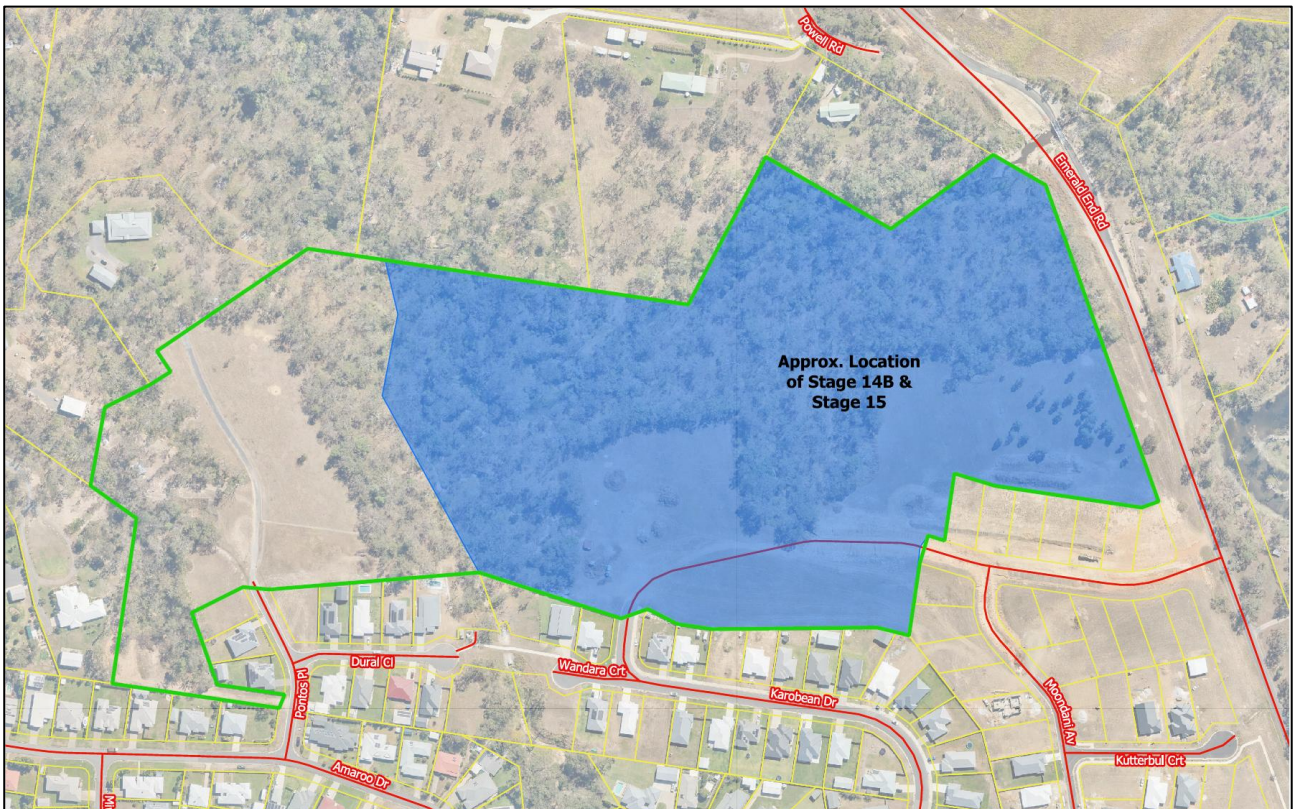 Powell Rd
Emerald End Rd
Approx. Location
of Stage 14B &
Stage 15
Dural Cl
Pontos Pl
Wandara Crt
Karobean Dr
Moondani Av
Kutterbul Crt
Amaroo Dr